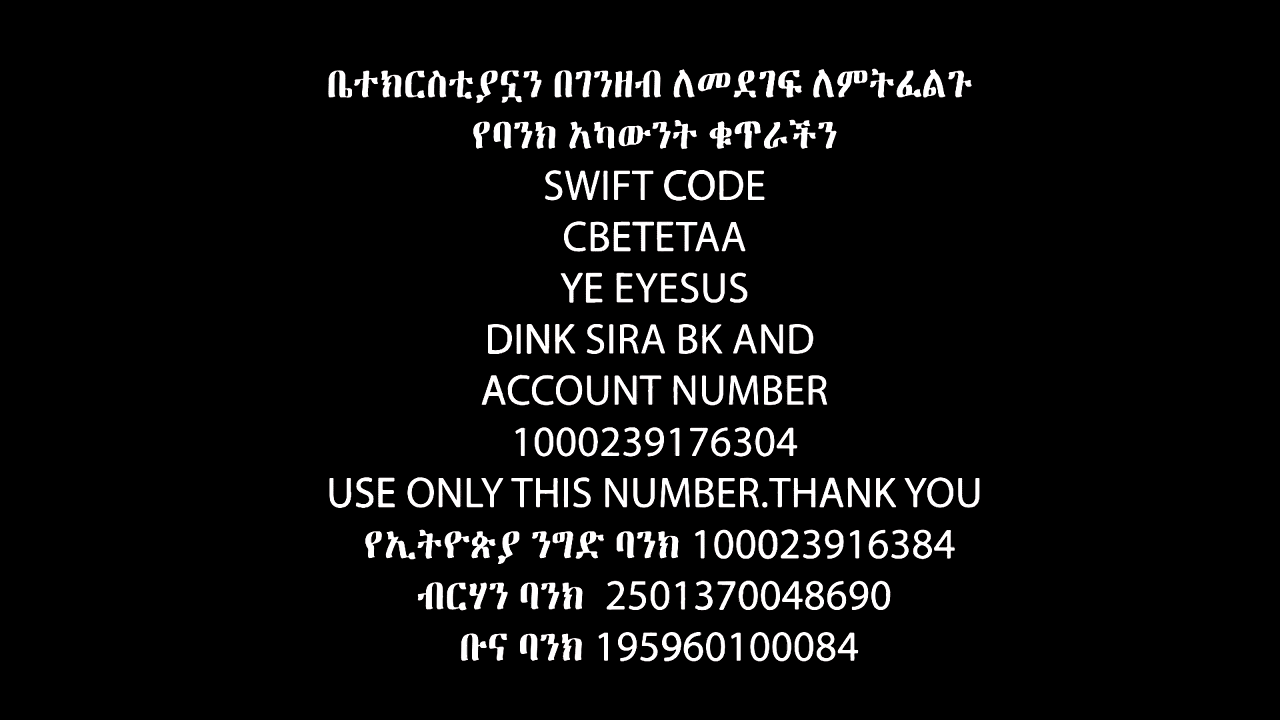 ቤተክርስቲያኗን በገንዘብ ለመደገፍ ለምትፈልጉ
የባንክ አካውንት ቁጥራችን
SWIFT CODE
CBETETAA
YE EYESUS
DINK SIRA BK AND
ACCOUNT NUMBER
1000239176304
USE ONLY THIS NUMBER.THANK YOU
የኢትዮጵያ ንግድ ባንክ 100023916384
ብርሃን ባንክ 2501370048690
ቡና ባንክ 195960100084